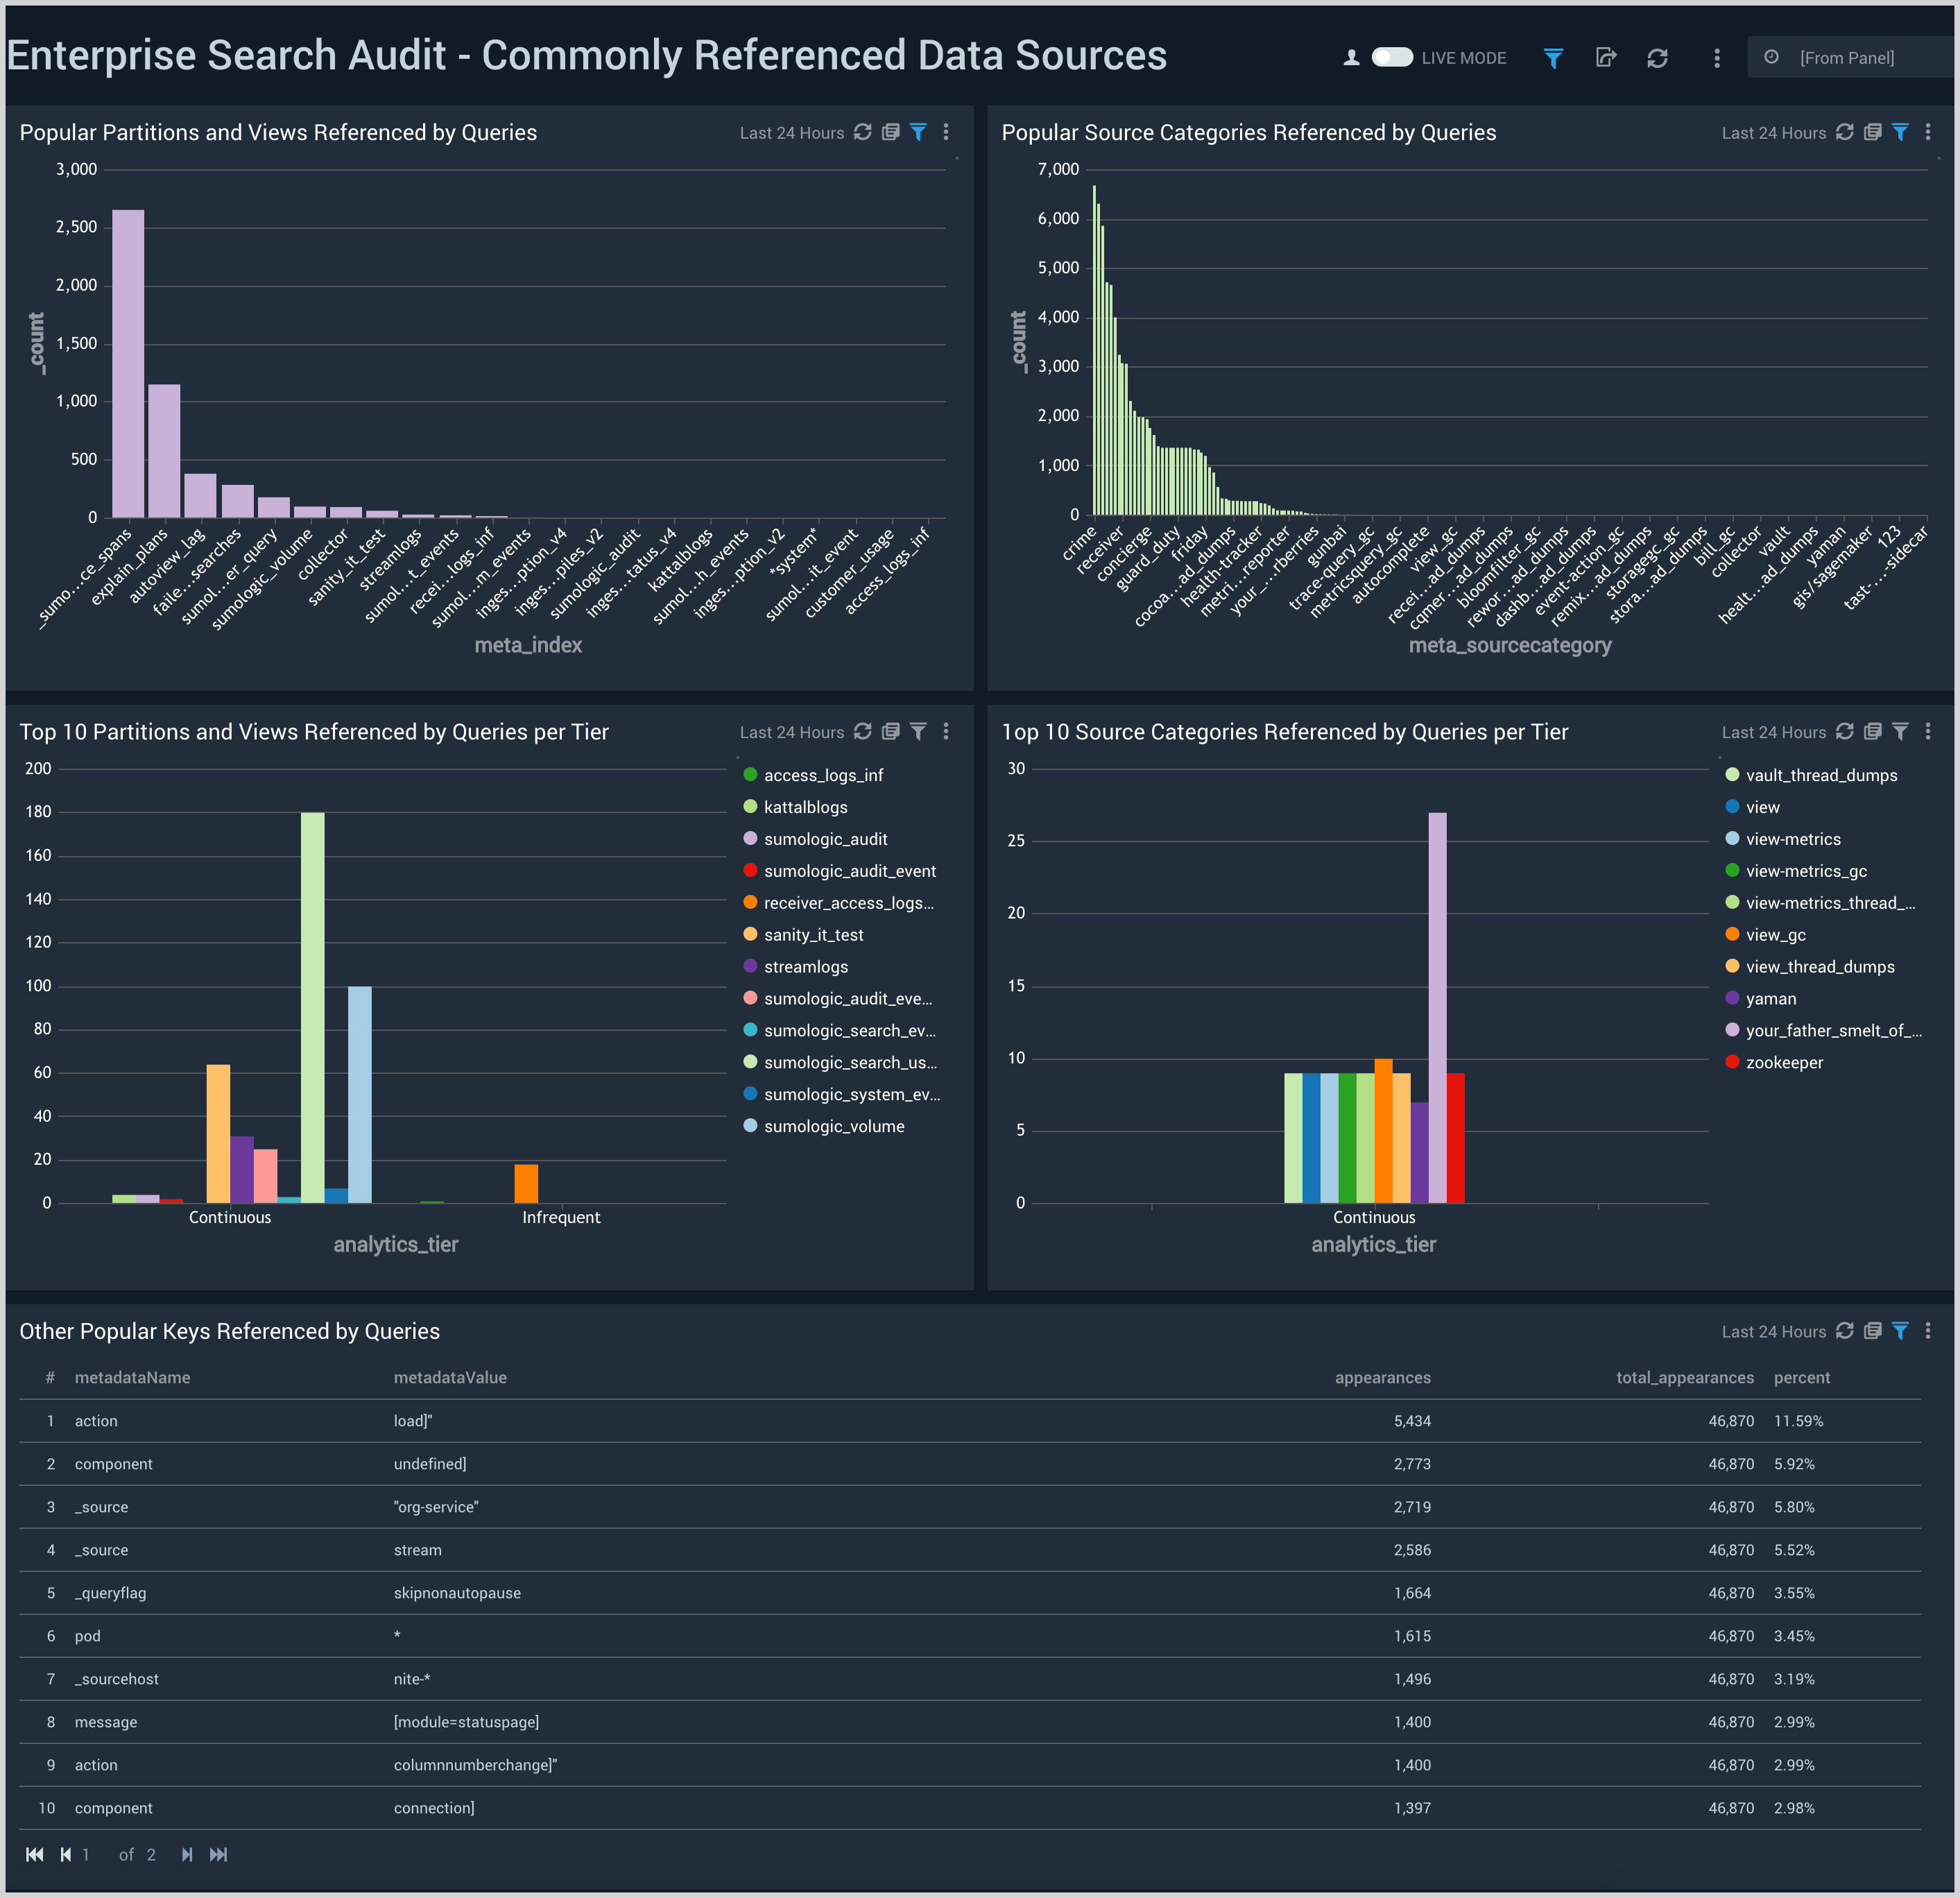 Enterprise Search Audit - Commonly Referenced Data Sources
LIVE MODE
[From Panel]
Popular Partitions and Views Referenced by Queries
Last 24 Hours
3,000
2,500
2,000
1,500
1,000
500
0
_count
_sumo...ce_spans
explain_plans
autoview_lag
faile...searches
sumol...er_query
sumologic_volume
collector
sanity_it_test
streamlogs
sumol...t_events
recei...logs_inf
sumol...m_events
inges...ption_v4
inges...piles_v2
sumologic_audit
inges...tatus_v4
kattalblogs
sumol...h_events
inges...ption_v2
*system*
sumol...it_event
customer_usage
access_logs_inf
meta_index
Popular Source Categories Referenced by Queries
Last 24 Hours
7,000
6,000
5,000
4,000
3,000
2,000
1,000
0
_count
crime
receiver
concierge
guard_duty
friday
cocoa...ad_dumps
health-tracker
metri...reporter
your_...rberries
gunbai
trace-query_gc
metricsquery_gc
autocomplete
view_gc
recei...ad_dumps
cqmer...ad_dumps
bloomfilter_gc
rewor...ad_dumps
dashb...ad_dumps
event-action_gc
remix...ad_dumps
storagegc_gc
stora...ad_dumps
bill_gc
collector
vault
healt...ad_dumps
yaman
gis/sagemaker
123
tast-...-sidecar
meta_sourcecategory
Top 10 Partitions and Views Referenced by Queries per Tier
Last 24 Hours
200
180
160
140
120
100
80
60
40
20
0
Continuous
Infrequent
analytics_tier
access_logs_inf
kattalblogs
sumologic_audit
sumologic_audit_event
receiver_access_logs...
sanity_it_test
streamlogs
sumologic_audit_eve...
sumologic_search_ev...
sumologic_search_us...
sumologic_system_ev...
sumologic_volume
1op 10 Source Categories Referenced by Queries per Tier
Last 24 Hours
30
25
20
15
10
5
0
Continuous
analytics_tier
vault_thread_dumps
view
view-metrics
view-metrics_gc
view-metrics_thread_...
view_gc
view_thread_dumps
yaman
your_father_smelt_of_...
zookeeper
Other Popular Keys Referenced by Queries
Last 24 Hours
# metadataName metadataValue appearances total_appearances percent
1 action load]" 5,434 46,870 11.59%
2 component undefined] 2,773 46,870 5.92%
3 _source "org-service" 2,719 46,870 5.80%
4 _source stream 2,586 46,870 5.52%
5 _queryflag skipnonautopause 1,664 46,870 3.55%
6 pod * 1,615 46,870 3.45%
7 _sourcehost nite-* 1,496 46,870 3.19%
8 message [module=statuspage] 1,400 46,870 2.99%
9 action columnnumberchange]" 1,400 46,870 2.99%
10 component connection] 1,397 46,870 2.98%
1 of 2